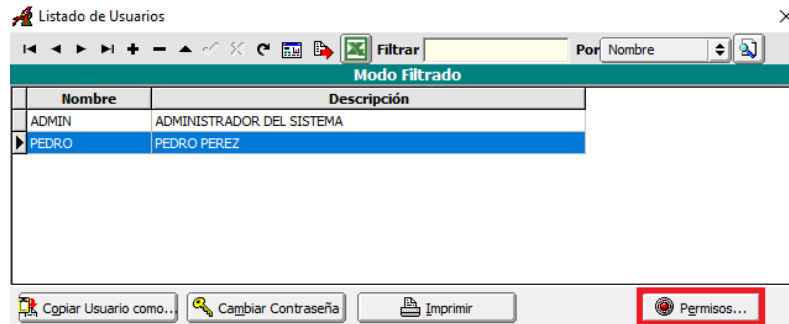 Listado de Usuarios
Filtrar Por Nombre
Modo Filtrado
Nombre Descripción
ADMIN ADMINISTRADOR DEL SISTEMA
PEDRO PEDRO PEREZ
Copiar Usuario como... Cambiar Contraseña Imprimir Permisos...